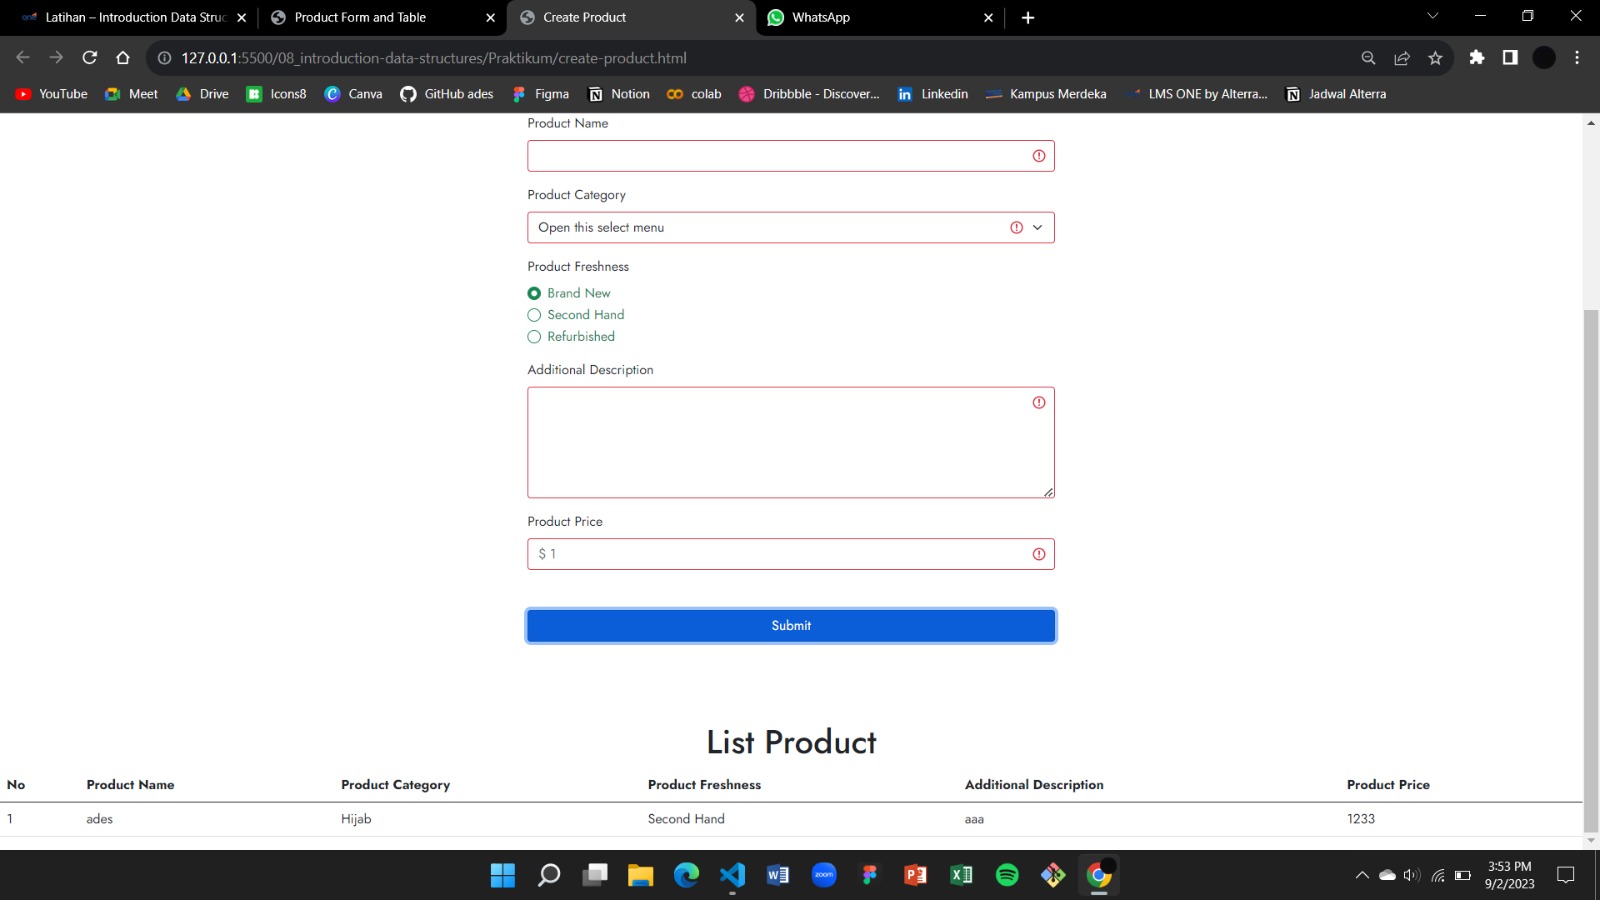 Latihan – Introduction Data Struc
Product Form and Table
Create Product
WhatsApp
127.0.0.1:5500/08_introduction-data-structures/Praktikum/create-product.html
YouTube Meet Drive Icons8 Canva GitHub ades Figma Notion colab Dribbble - Discover... Linkedin Kampus Merdeka LMS ONE by Alterra... Jadwal Alterra
Product Name
Product Category
Open this select menu
Product Freshness
Brand New
Second Hand
Refurbished
Additional Description
Product Price
$ 1
Submit
List Product
No Product Name Product Category Product Freshness Additional Description Product Price
1 ades Hijab Second Hand aaa 1233
zoom
3:53 PM
9/2/2023